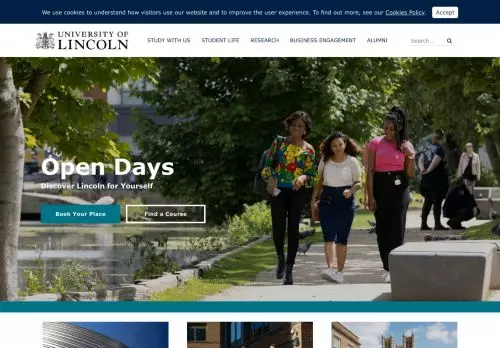 We use cookies to understand how visitors use our website and to improve the user experience. To find out more, see our Cookies Policy. Accept
UNIVERSITY OF
LINCOLN
STUDY WITH US STUDENT LIFE RESEARCH BUSINESS ENGAGEMENT ALUMNI Search...
Open Days
Discover Lincoln for Yourself
Book Your Place Find a Course